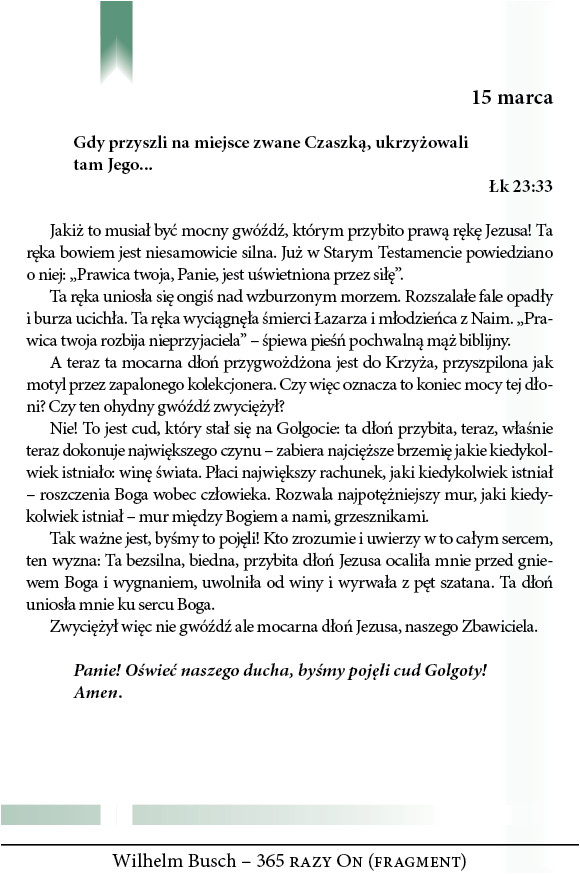 15 marca
Gdy przyszli na miejsce zwane Czaszką, ukrzyżowali
tam Jego...
Łk 23:33
Jakiż to musiał być mocny gwóźdź, którym przybito prawą rękę Jezusa! Ta
ręka bowiem jest niesamowicie silna. Już w Starym Testamencie powiedziano
o niej: „Prawica twoja, Panie, jest uświetniona przez siłę”.
Ta ręka uniosła się ongiś nad wzburzonym morzem. Rozszalałe fale opadły
i burza ucichła. Ta ręka wyciągnęła śmierci Łazarza i młodzieńca z Naim. „Pra-
wica twoja rozbija nieprzyjaciela” – śpiewa pieśń pochwalną mąż biblijny.
A teraz ta mocarna dłoń przygwożdżona jest do Krzyża, przyszpilona jak
motyl przez zapalonego kolekcjonera. Czy więc oznacza to koniec mocy tej dło-
ni? Czy ten ohydny gwóźdź zwyciężył?
Nie! To jest cud, który stał się na Golgocie: ta dłoń przybita, teraz, właśnie
teraz dokonuje największego czynu – zabiera najcięższe brzemię jakie kiedykol-
wiek istniało: winę świata. Płaci największy rachunek, jaki kiedykolwiek istniał
– roszczenia Boga wobec człowieka. Rozwala najpotężniejszy mur, jaki kiedy-
kolwiek istniał – mur między Bogiem a nami, grzesznikami.
Tak ważne jest, byśmy to pojęli! Kto zrozumie i uwierzy w to całym sercem,
ten wyzna: Ta bezsilna, biedna, przybita dłoń Jezusa ocaliła mnie przed gnie-
wem Boga i wygnaniem, uwolniła od winy i wyrwała z pęt szatana. Ta dłoń
uniosła mnie ku sercu Boga.
Zwyciężył więc nie gwóźdź ale mocarna dłoń Jezusa, naszego Zbawiciela.
Panie! Oświeć naszego ducha, byśmy pojęli cud Golgoty!
Amen.
Wilhelm Busch – 365 razy On (fragment)